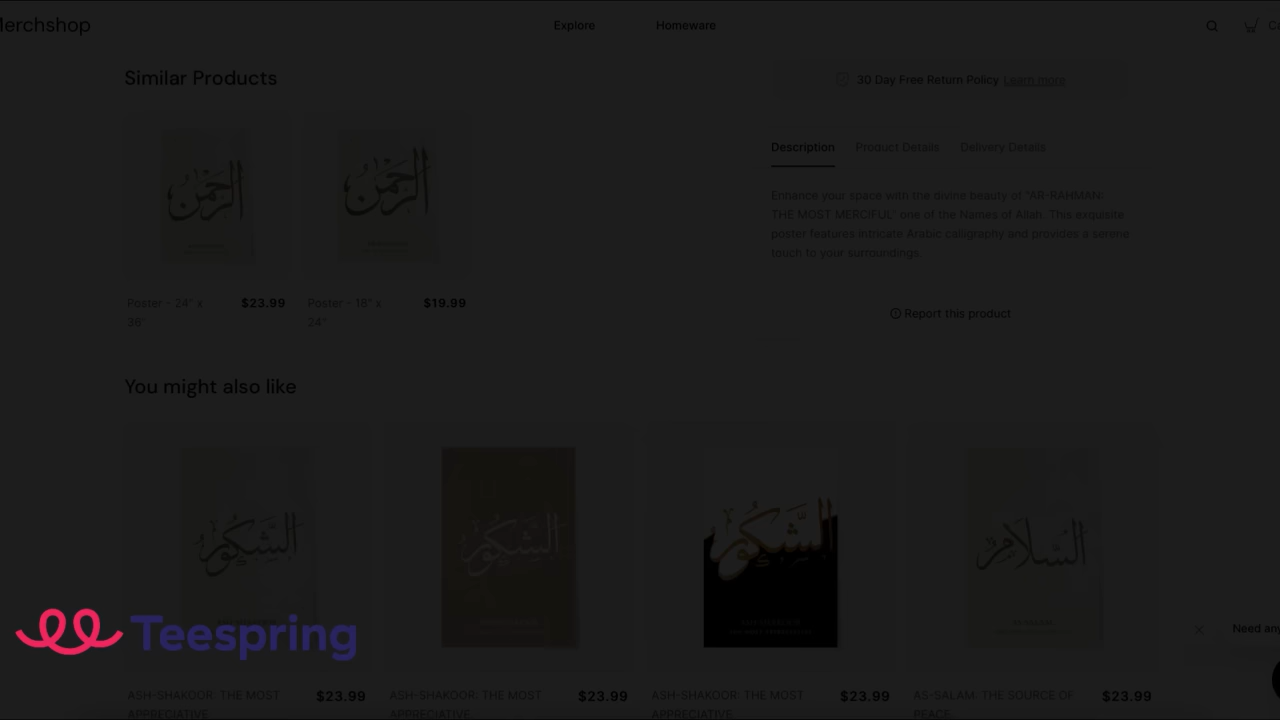 Merchshop
Explore
Homeware
Similar Products
30 Day Free Return Policy Learn more
Description
Product Details
Delivery Details
Enhance your space with the divine beauty of 'AR-RAHMAN:
THE MOST MERCIFUL' one of the Names of Allah. This exquisite
poster features intricate Arabic calligraphy and provides a serene
touch to your surroundings.
الرحمن
الرحمن
Poster - 24" x
36"
$23.99
Poster - 18" x
24"
$19.99
Report this product
You might also like
الشكور
الشكور
الشكور
السلام
Teespring
Need any
ASH-SHAKOOR: THE MOST
APPRECIATIVE
$23.99
ASH-SHAKOOR: THE MOST
APPRECIATIVE
$23.99
ASH-SHAKOOR: THE MOST
APPRECIATIVE
$23.99
AS-SALAM: THE SOURCE OF
PEACE
$23.99